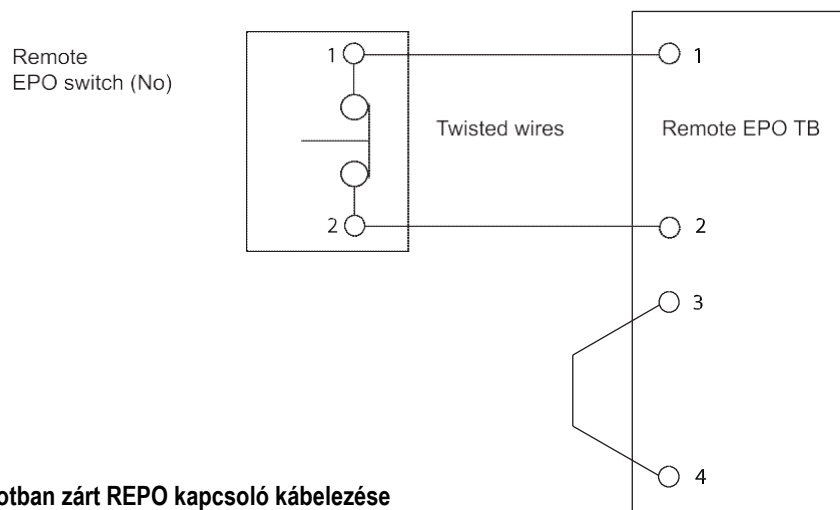 Remote
EPO switch (No)
1
1
Twisted wires
Remote EPO TB
2
2
3
4
otban zárt REPO kapcsoló kábelezése